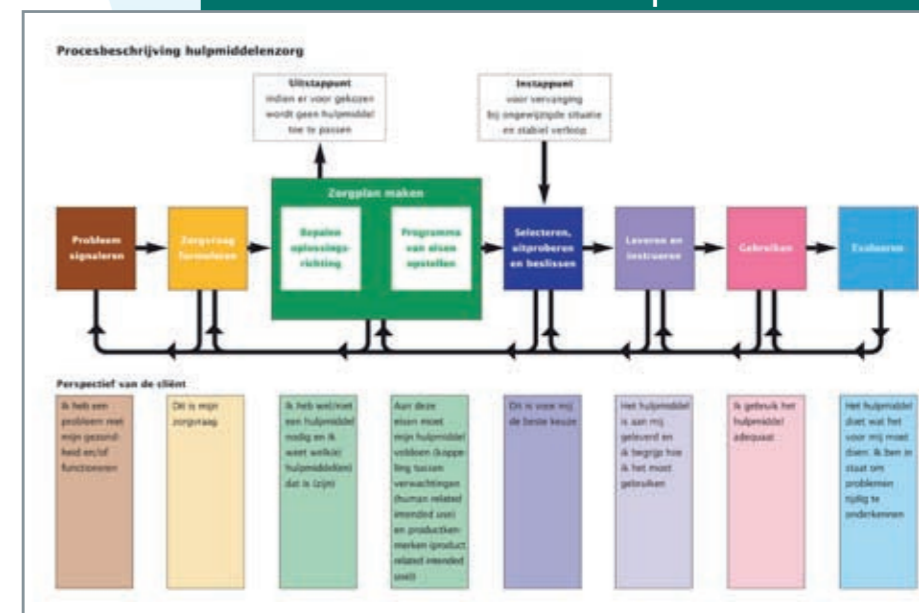 Procesbeschrijving hulpmiddelenzorg
Uitstappunt
indien er voor gekozen
wordt geen hulpmiddel
toe te passen
Instappunt
voor vervanging
bij ongewijzigde situatie
en stabiel verloop
Zorgplan maken
Probleem
signaleren
Zorgvraag
formuleren
Bepalen
oplossings-
richting
Programma
van eisen
opstellen
Selecteren,
uitproberen
en beslissen
Leveren en
instrueren
Gebruiken
Evalueren
Perspectief van de cliënt
Ik heb een
probleem met
mijn gezond-
heid en/of
functioneren
Dit is mijn
zorgvraag
Ik heb wel/niet
een hulpmiddel
nodig en ik
weet welk(e)
hulpmiddel(en)
dat is (zijn)
Aan deze
eisen moet
mijn hulpmiddel
voldoen (koppe-
ling tussen
verwachtingen
(human related
intended use)
en productken-
merken (product
related intended
use))
Dit is voor mij
de beste keuze
Het hulpmiddel
is aan mij
geleverd en
ik begrijp hoe
ik het moet
gebruiken
Ik gebruik het
hulpmiddel
adequaat
Het hulpmiddel
doet wat het
voor mij moet
doen. Ik ben in
staat om
problemen
tijdig te
onderkennen